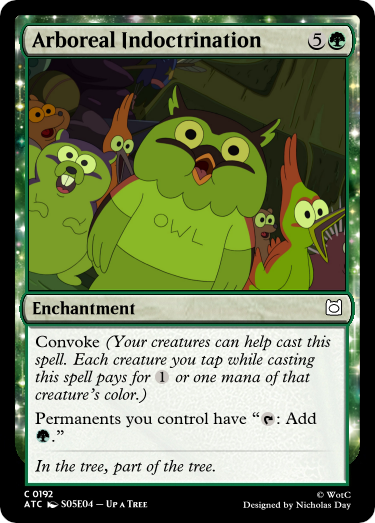 Arboreal Indoctrination 5
OWL
Enchantment
Convoke (Your creatures can help cast this
spell. Each creature you tap while casting
this spell pays for 1 or one mana of that
creature's color.)
Permanents you control have “: Add
.”
In the tree, part of the tree.
C 0192
ATC S05E04 — Up a Tree
© WotC
Designed by Nicholas Day